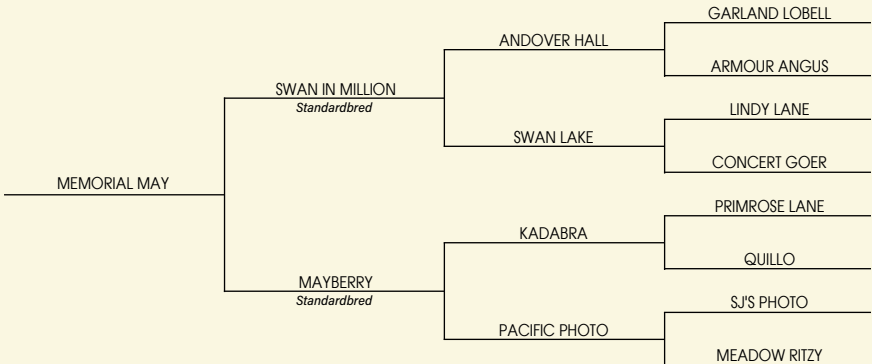 GARLAND LOBELL
ANDOVER HALL
ARMOUR ANGUS
SWAN IN MILLION
Standardbred
LINDY LANE
SWAN LAKE
CONCERT GOER
MEMORIAL MAY
PRIMROSE LANE
KADABRA
QUILLO
MAYBERRY
Standardbred
SJ'S PHOTO
PACIFIC PHOTO
MEADOW RITZY